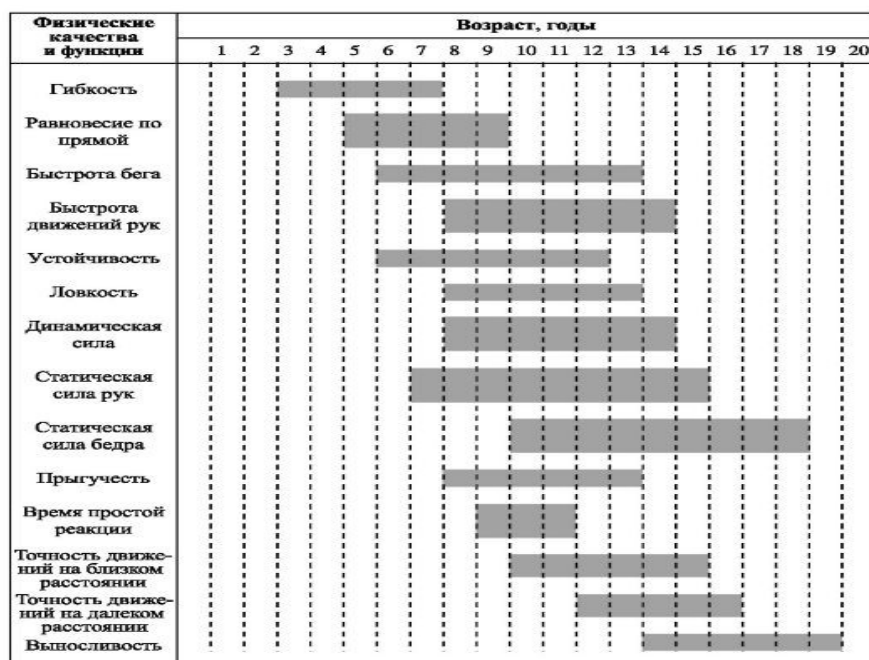 Физические
качества
и функции
Возраст, годы
1 2 3 4 5 6 7 8 9 10 11 12 13 14 15 16 17 18 19 20
Гибкость
Равновесие по
прямой
Быстрота бега
Быстрота
движений рук
Устойчивость
Ловкость
Динамическая
сила
Статическая
сила рук
Статическая
сила бедра
Прыгучесть
Время простой
реакции
Точность движе-
ний на близком
расстоянии
Точность движе-
ний на далеком
расстоянии
Выносливость